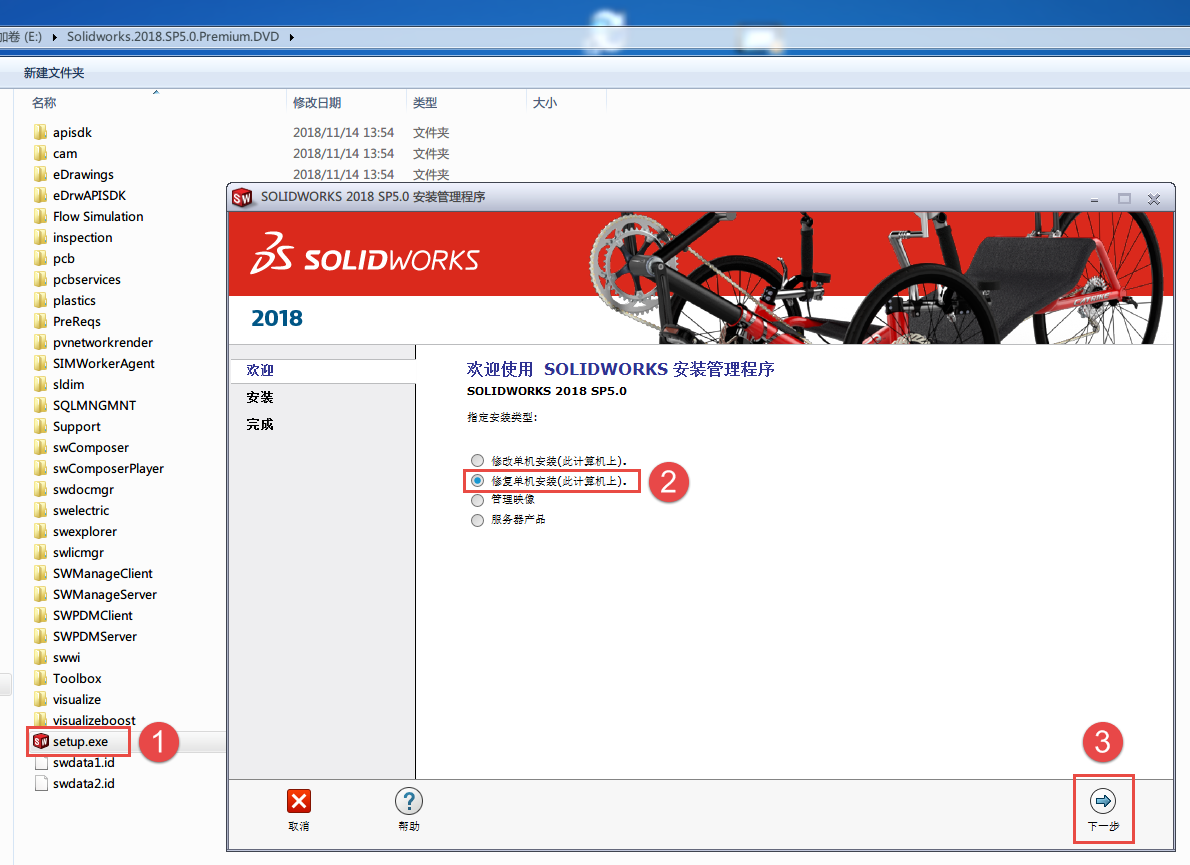 加卷 (E:) ▸ Solidworks.2018.SP5.0.Premium.DVD ▸
新建文件夹
名称 修改日期 类型 大小
apisdk 2018/11/14 13:54 文件夹
cam 2018/11/14 13:54 文件夹
eDrawings 2018/11/14 13:54 文件夹
eDrwAPISDK
Flow Simulation
inspection
pcb
pcbservices
plastics
PreReqs
pvnetworkrender
SIMWorkerAgent
sldim
SQLMNGMNT
Support
swComposer
swComposerPlayer
swdocmgr
swelectric
swexplorer
swlicmgr
SWManageClient
SWManageServer
SWPDMClient
SWPDMServer
swwi
Toolbox
visualize
visualizeboost
setup.exe
1
swdata1.id
swdata2.id
SW SOLIDWORKS 2018 SP5.0 安装管理程序
SOLIDWORKS
2018
欢迎
安装
完成
欢迎使用 SOLIDWORKS 安装管理程序
SOLIDWORKS 2018 SP5.0
指定安装类型:
修改单机安装(此计算机上).
修复单机安装(此计算机上).
2
管理映像
服务器产品
3
取消
? 帮助
下一步